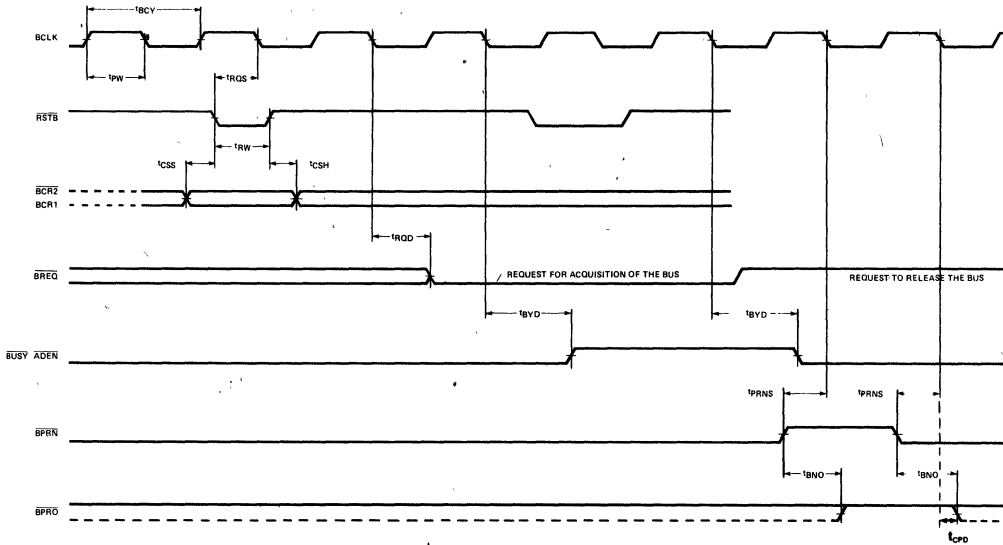 tBCY
BCLK
tPW
tRQS
RSTB
tRW
tCSS
tCSH
BCR2
BCR1
tRQD
BREQ
REQUEST FOR ACQUISITION OF THE BUS
REQUEST TO RELEASE THE BUS
tBYD
tBYD
BUSY ADEN
tPRNS
tPRNS
BPRN
tBNO
tBNO
BPRO
tCPD